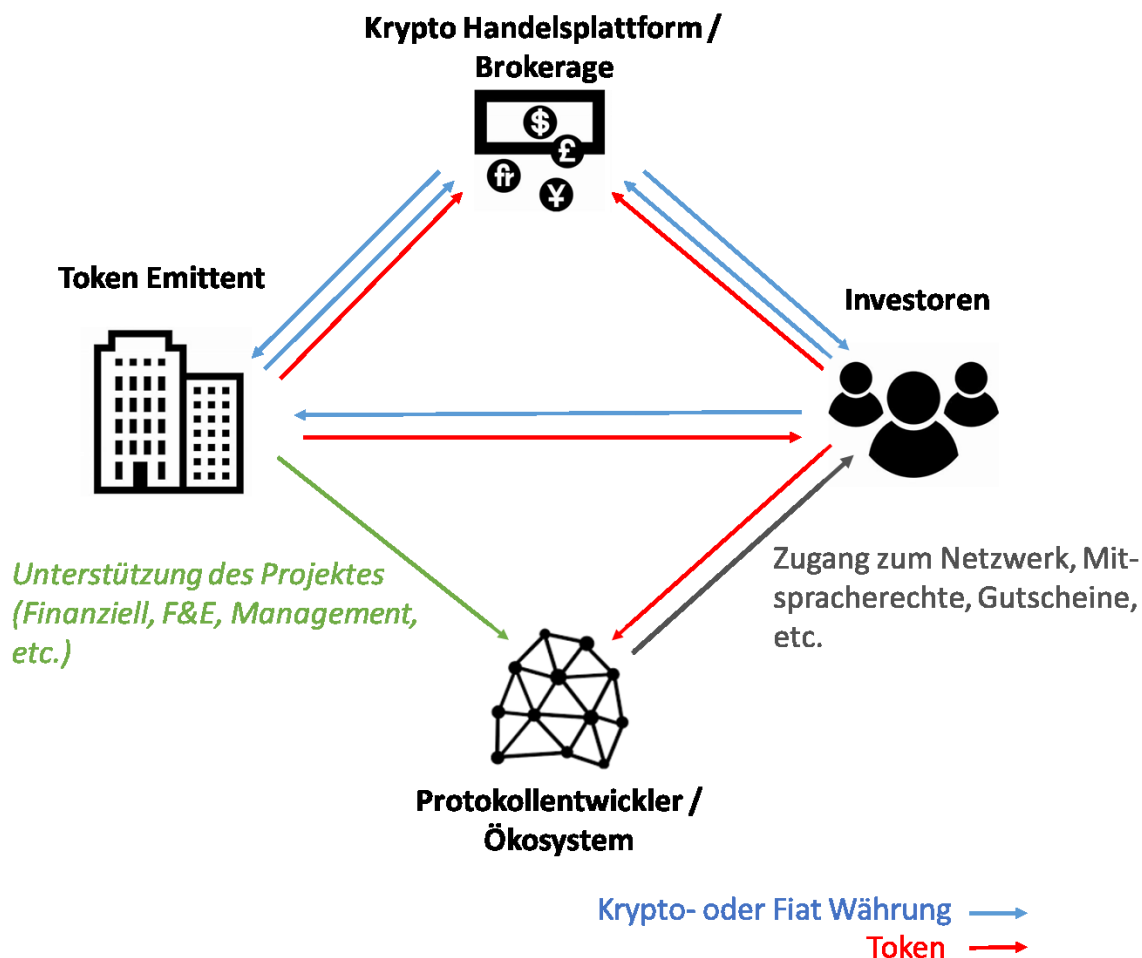 Krypto Handelsplattform /
Brokerage
$
£
fr
¥
Token Emittent
Investoren
Unterstützung des Projektes
(Finanziell, F&E, Management,
etc.)
Zugang zum Netzwerk, Mit-
spracherechte, Gutscheine,
etc.
Protokollentwickler /
Ökosystem
Krypto- oder Fiat Währung
Token